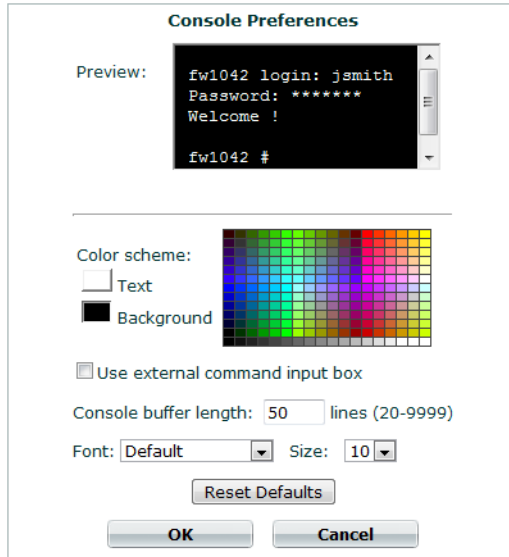 Console Preferences
Preview:
fw1042 login: jsmith
Password: *******
Welcome !
fw1042 #
Color scheme:
Text
Background
Use external command input box
Console buffer length: 50 lines (20-9999)
Font: Default Size: 10
Reset Defaults
OK Cancel